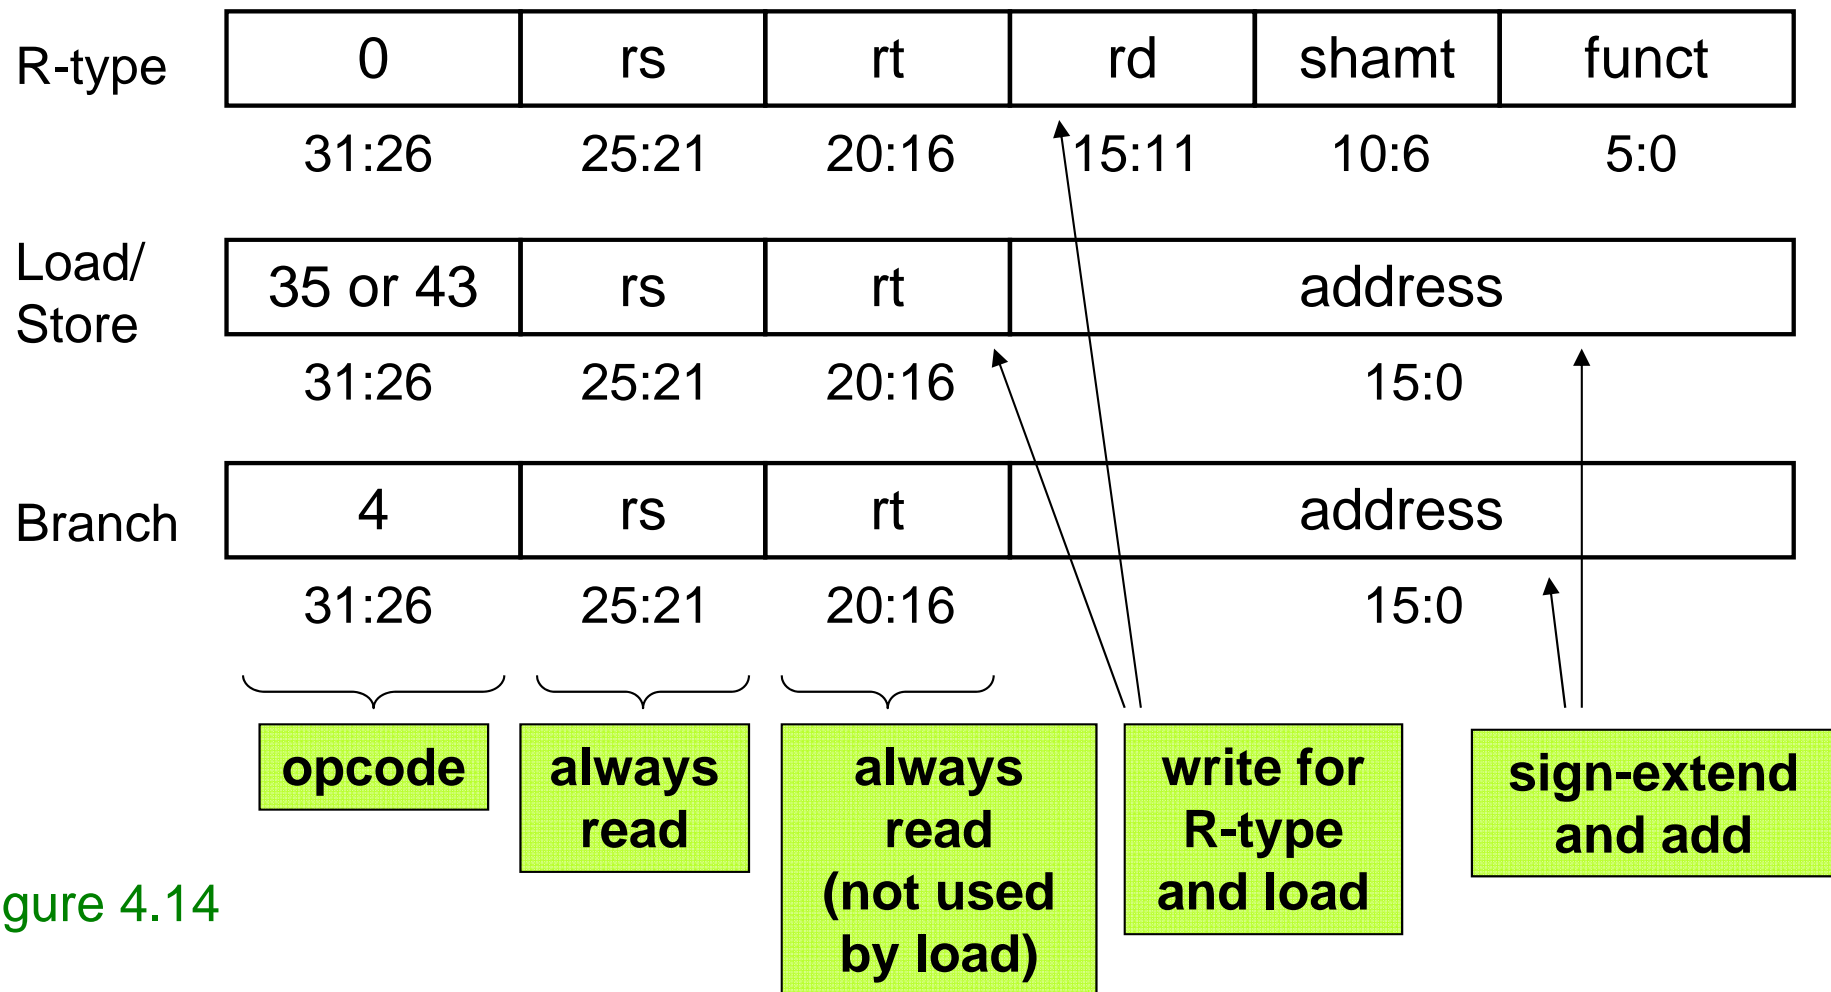 R-type 0 rs rt rd shamt funct
31:26 25:21 20:16 15:11 10:6 5:0
Load/
Store
35 or 43 rs rt address
31:26 25:21 20:16 15:0
Branch 4 rs rt address
31:26 25:21 20:16 15:0
opcode
always
read
always
read
(not used
by load)
write for
R-type
and load
sign-extend
and add
gure 4.14